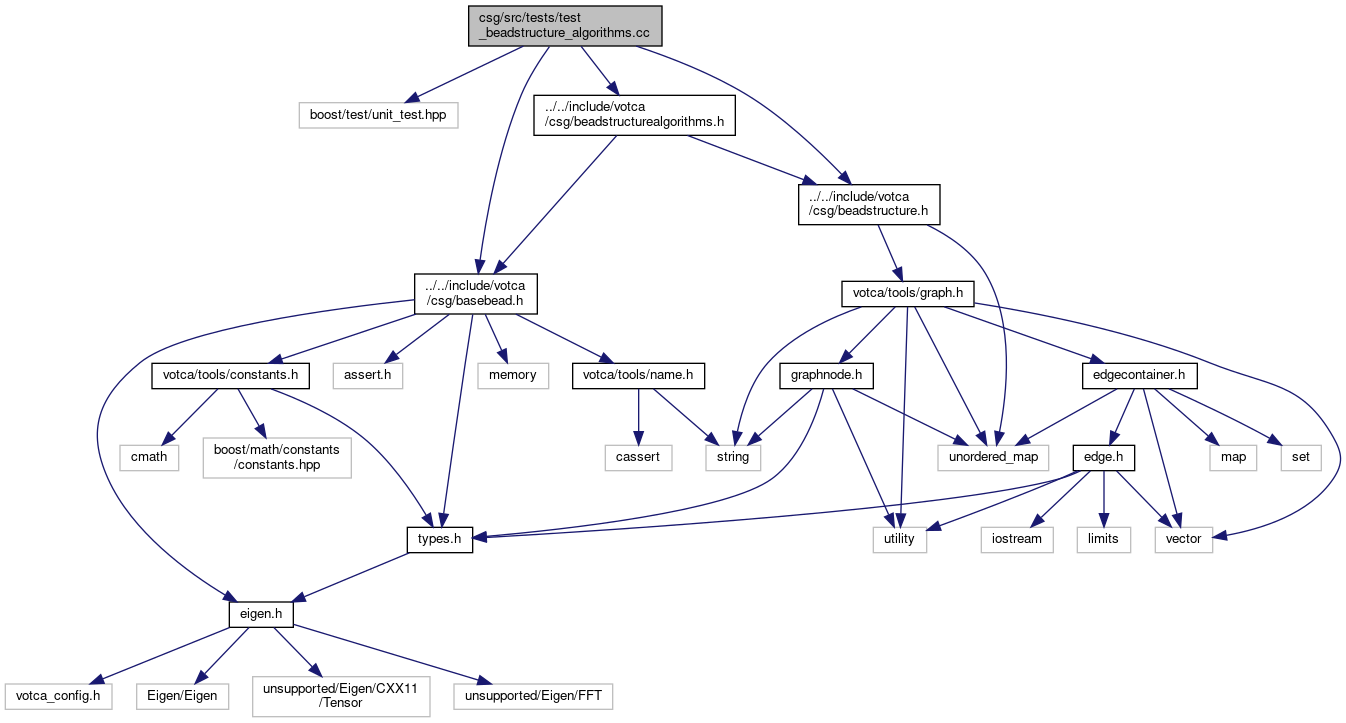 csg/src/tests/test
_beadstructure_algorithms.cc
boost/test/unit_test.hpp
../../include/votca
/csg/beadstructurealgorithms.h
../../include/votca
/csg/beadstructure.h
../../include/votca
/csg/basebead.h
votca/tools/graph.h
votca/tools/constants.h
assert.h
memory
votca/tools/name.h
graphnode.h
edgecontainer.h
cmath
boost/math/constants
/constants.hpp
cassert
string
unordered_map
edge.h
map
set
types.h
utility
iostream
limits
vector
eigen.h
votca_config.h
Eigen/Eigen
unsupported/Eigen/CXX11
/Tensor
unsupported/Eigen/FFT